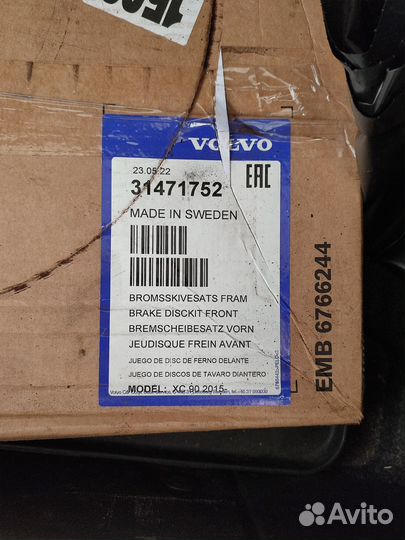 VOLVO
23.05.22
31471752
EAC
MADE IN SWEDEN
BROMSSKIVESATS FRAM
BRAKE DISCKIT FRONT
BREMSCHEIBESATZ VORN
JEUDISQUE FREIN AVANT
JUEGO DE DISC DE FERNO DELANTE
JUEGO DE DISCOS DE TAVARO DIANTERO
MODEL: XC 90 2015-
EMB 6766244
Avito